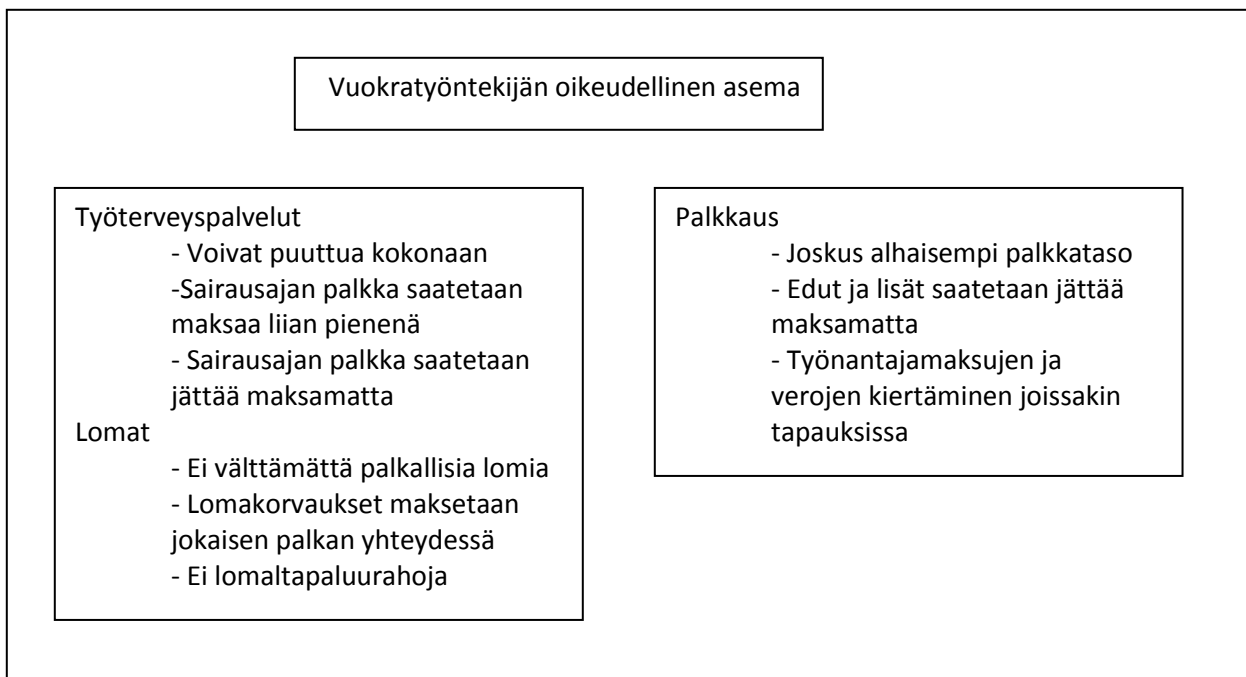 Vuokratyöntekijän oikeudellinen asema
Työterveyspalvelut
- Voivat puuttua kokonaan
-Sairausajan palkka saatetaan
maksaa liian pienenä
- Sairausajan palkka saatetaan
jättää maksamatta
Lomat
- Ei välttämättä palkallisia lomia
- Lomakorvaukset maksetaan
jokaisen palkan yhteydessä
- Ei lomaltapaluurahoja
Palkkaus
- Joskus alhaisempi palkkataso
- Edut ja lisät saatetaan jättää
maksamatta
- Työnantajamaksujen ja
verojen kiertäminen joissakin
tapauksissa